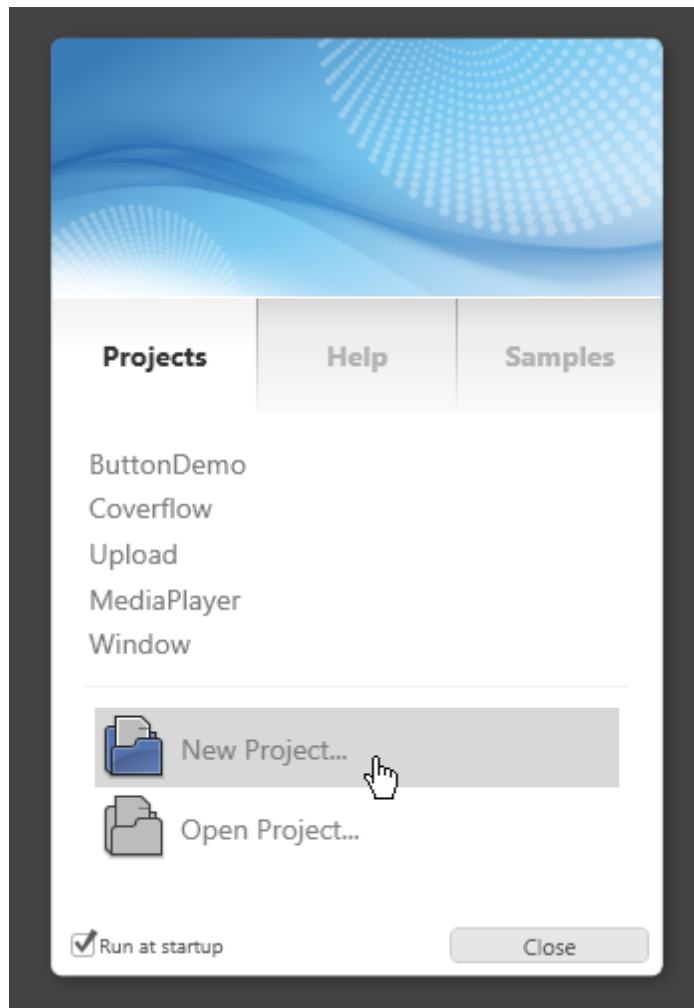 Projects Help Samples
ButtonDemo
Coverflow
Upload
MediaPlayer
Window
New Project...
Open Project...
Run at startup Close